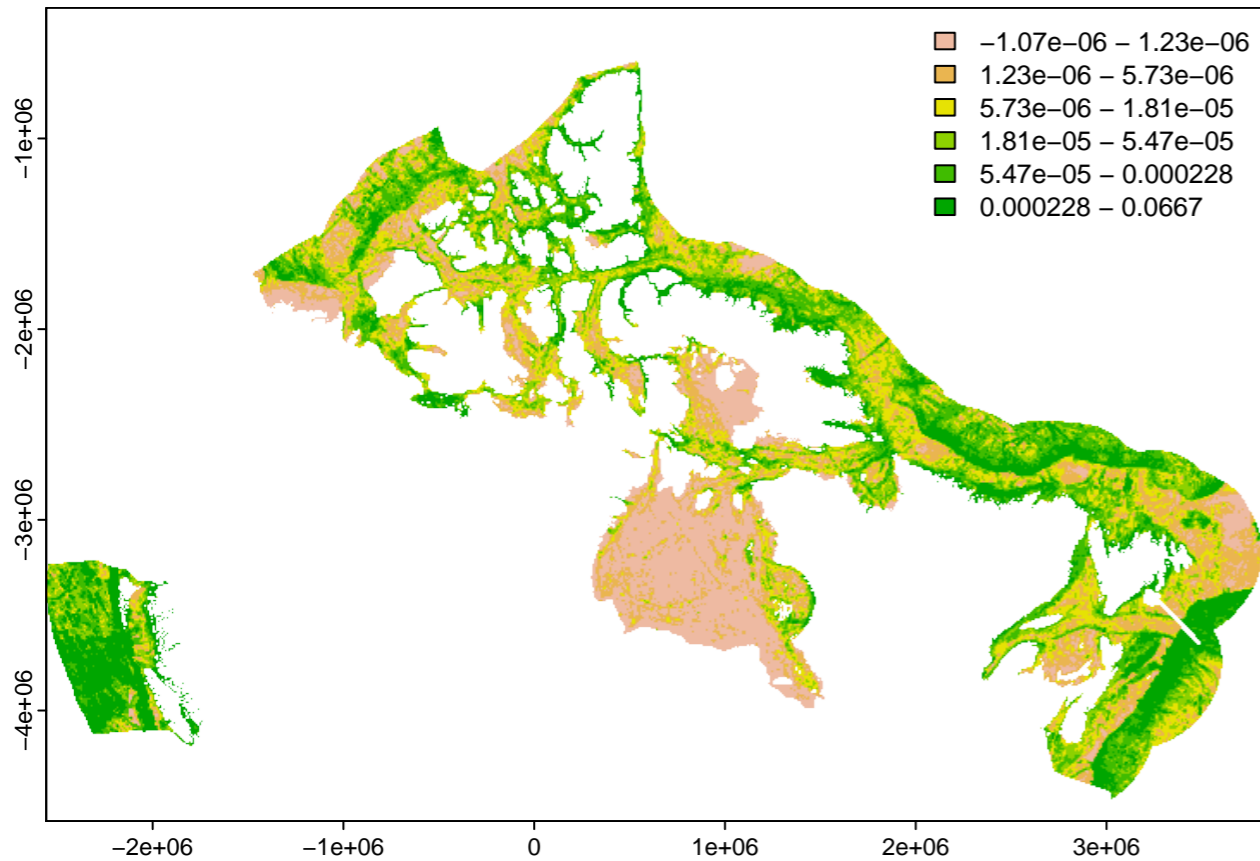 −1.07e−06 − 1.23e−06
1.23e−06 − 5.73e−06
5.73e−06 − 1.81e−05
1.81e−05 − 5.47e−05
5.47e−05 − 0.000228
0.000228 − 0.0667
−1e+06
−2e+06
−3e+06
−4e+06
−2e+06 −1e+06 0 1e+06 2e+06 3e+06